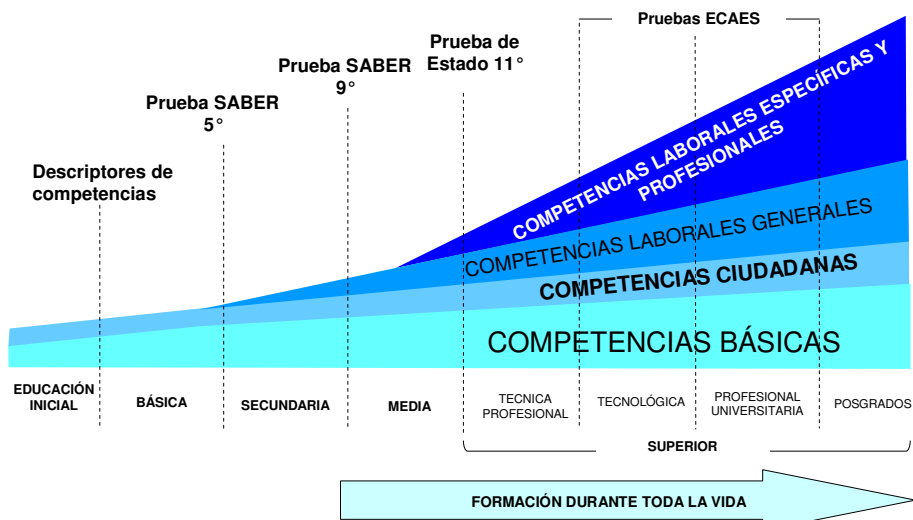 Pruebas ECAES
Prueba de
Estado 11°
Prueba SABER
9°
Prueba SABER
5°
Descriptores de
competencias
COMPETENCIAS LABORALES ESPECÍFICAS Y
PROFESIONALES
COMPETENCIAS LABORALES GENERALES
COMPETENCIAS CIUDADANAS
COMPETENCIAS BÁSICAS
EDUCACIÓN
INICIAL
BÁSICA
SECUNDARIA
MEDIA
TECNICA
PROFESIONAL
TECNOLÓGICA
PROFESIONAL
UNIVERSITARIA
POSGRADOS
SUPERIOR
FORMACIÓN DURANTE TODA LA VIDA